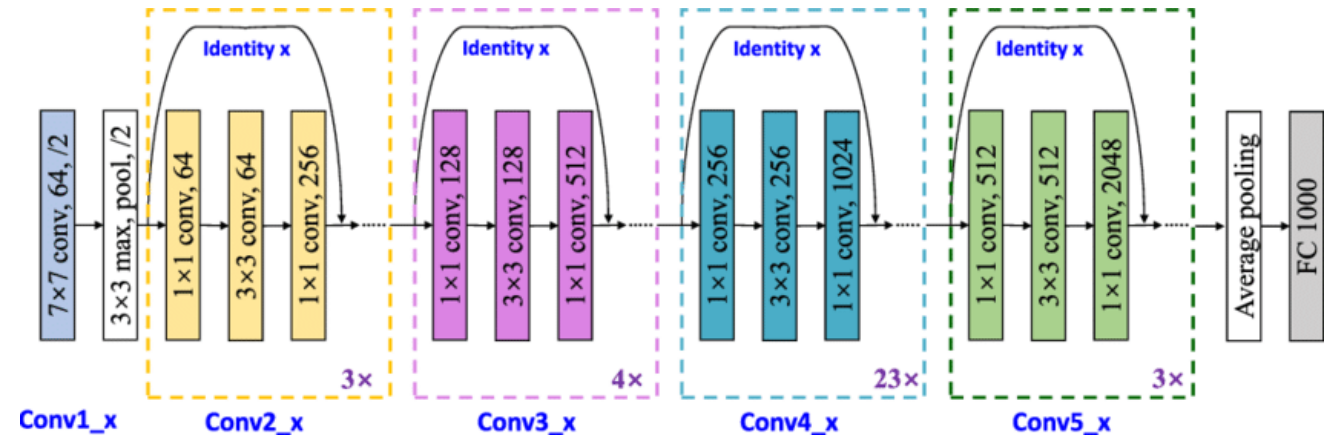 Identity x
Identity x
Identity x
Identity x
7×7 conv, 64, /2
3×3 max, pool, /2
1×1 conv, 64
3×3 conv, 64
1×1 conv, 256
1×1 conv, 128
3×3 conv, 128
1×1 conv, 512
1×1 conv, 256
3×3 conv, 256
1×1 conv, 1024
1×1 conv, 512
3×3 conv, 512
1×1 conv, 2048
Average pooling
FC 1000
3×
4×
23×
3×
Conv1_x
Conv2_x
Conv3_x
Conv4_x
Conv5_x